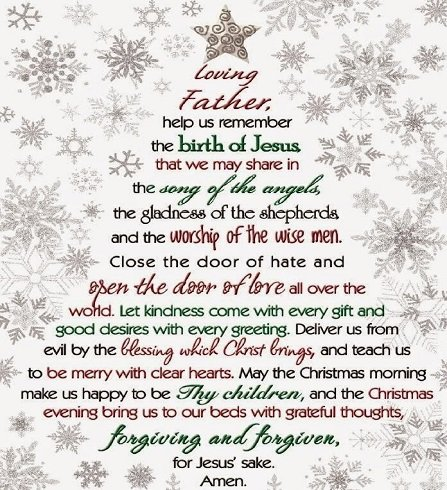 loving
Father,
help us remember
the birth of Jesus,
that we may share in
the song of the angels,
the gladness of the shepherds,
and the worship of the wise men.
Close the door of hate and
open the door of love all over the
world. Let kindness come with every gift and
good desires with every greeting. Deliver us from
evil by the blessing which Christ brings, and teach us
to be merry with clear hearts. May the Christmas morning
make us happy to be Thy children, and the Christmas
evening bring us to our beds with grateful thoughts,
forgiving and forgiven,
for Jesus' sake.
Amen.